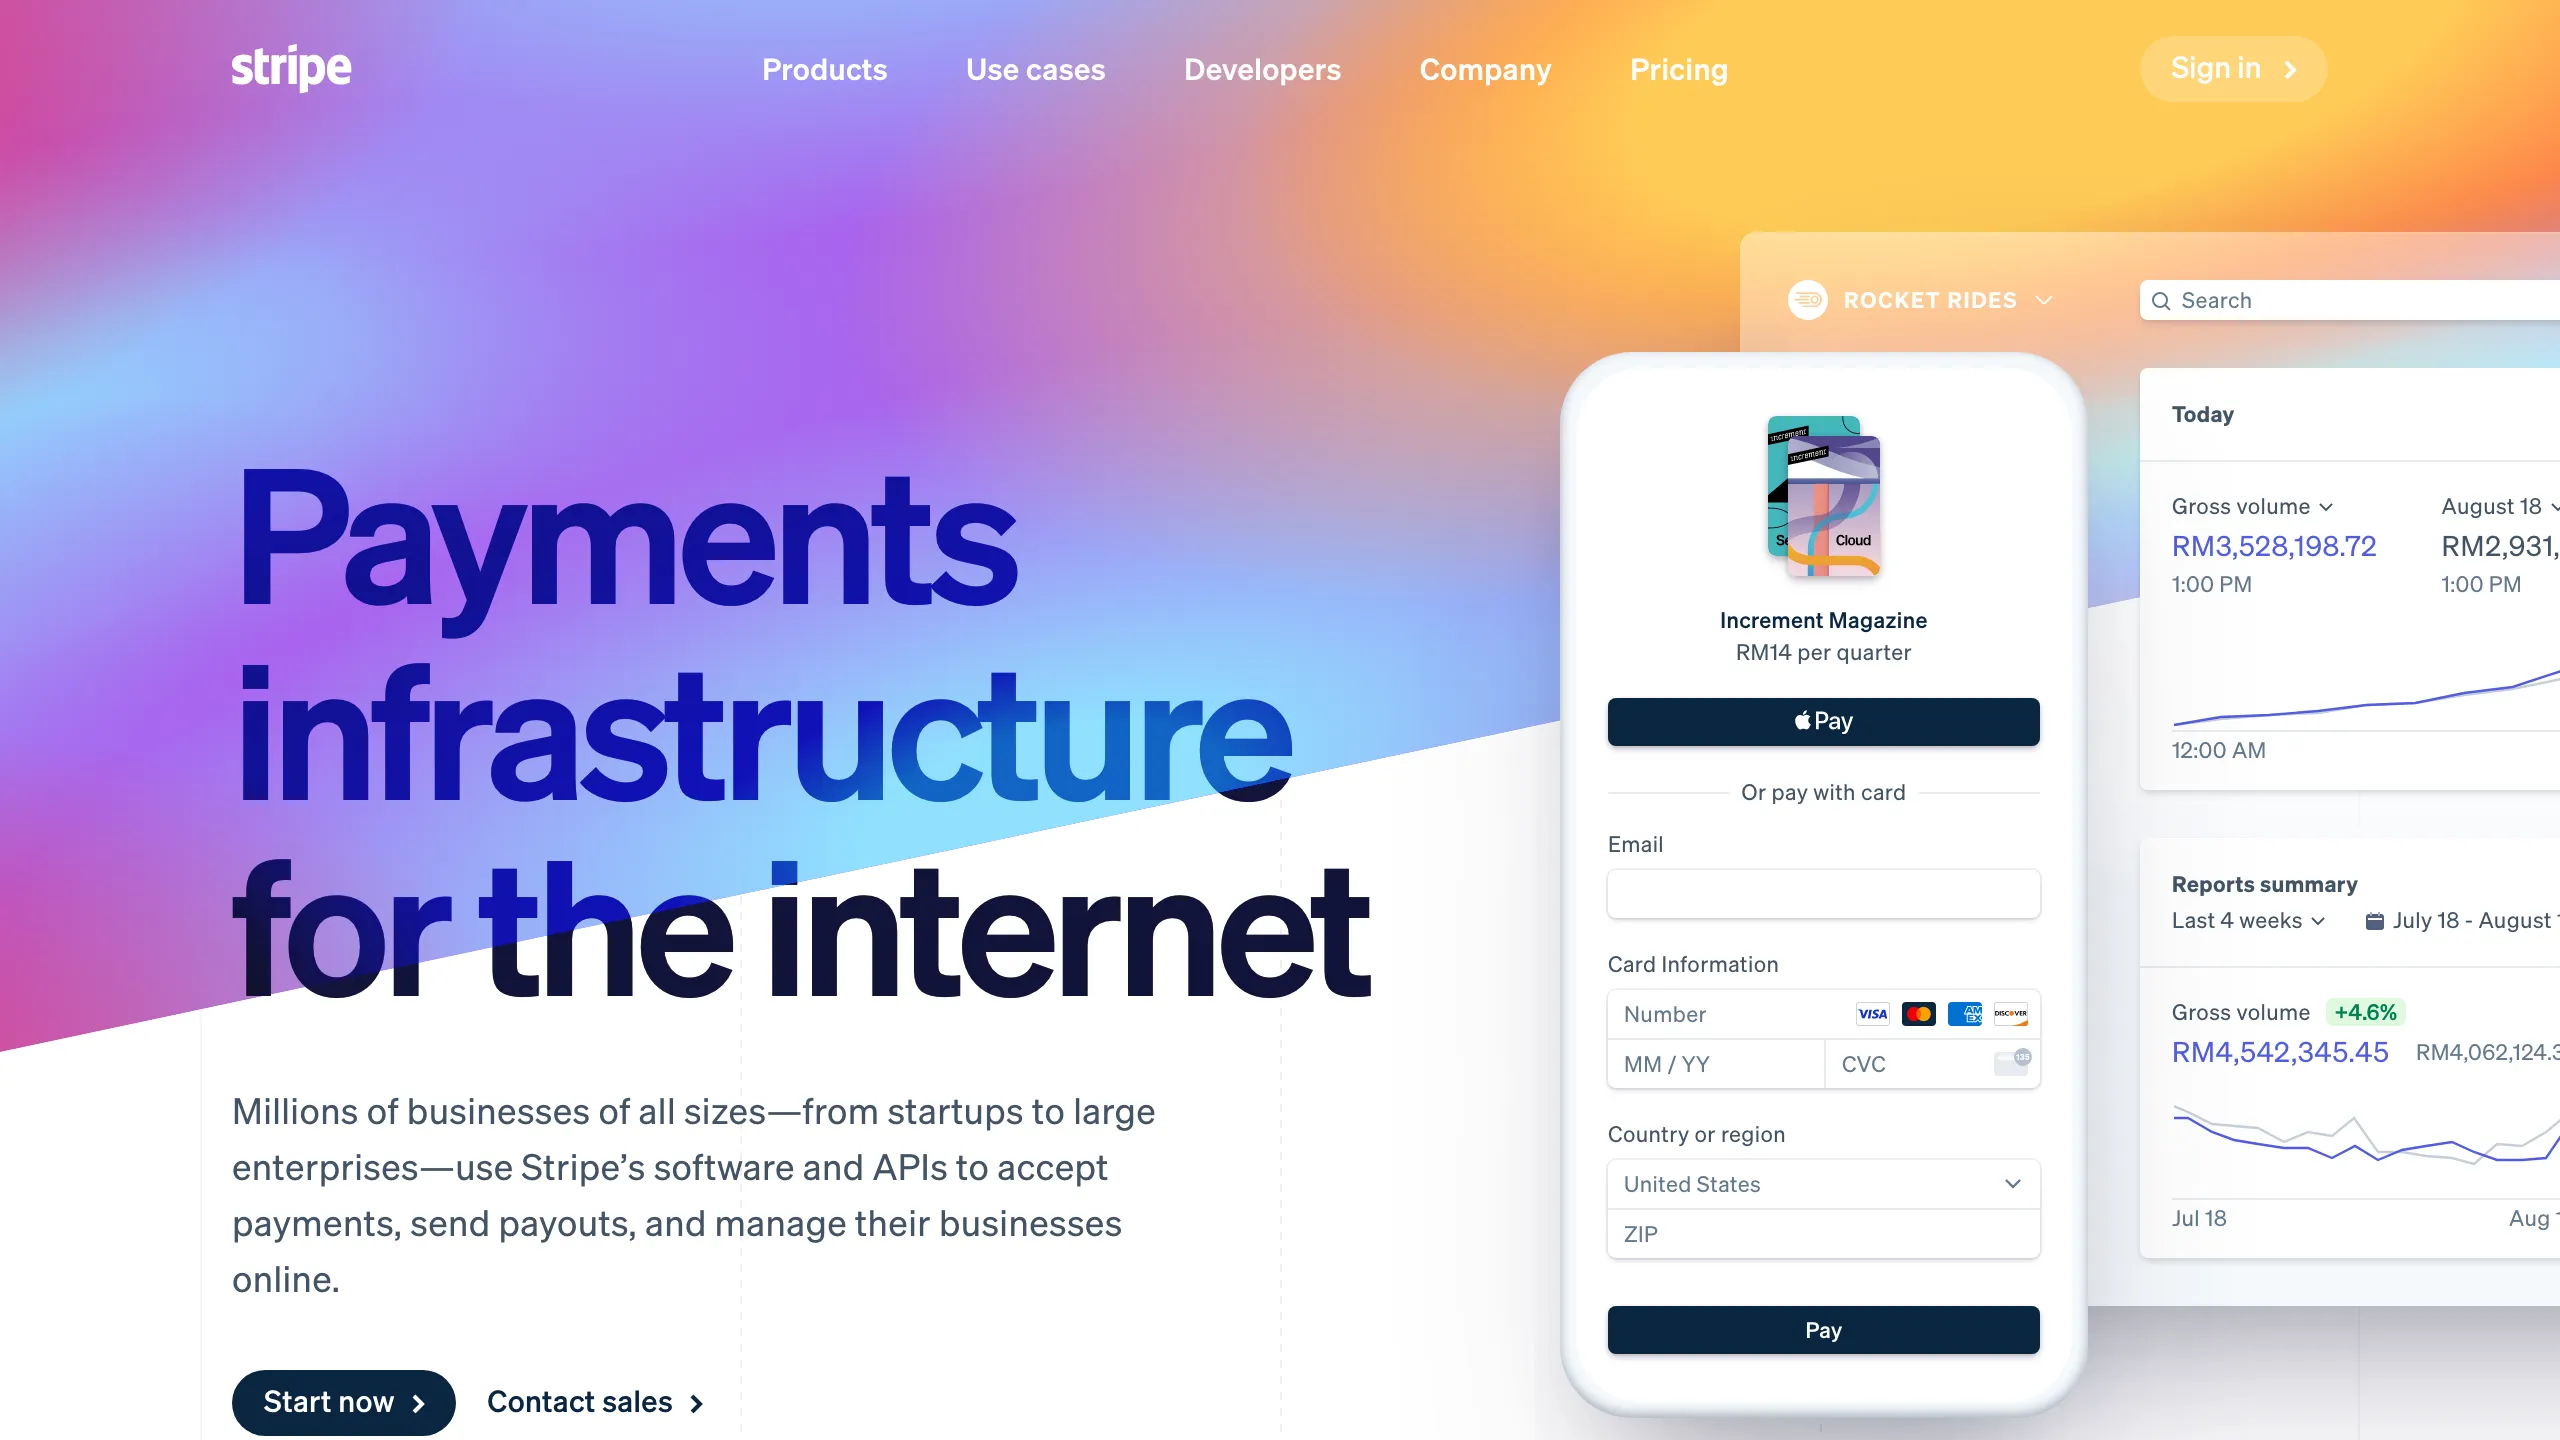 stripe
Products
Use cases
Developers
Company
Pricing
Sign in
Payments
infrastructure
for the internet
Millions of businesses of all sizes—from startups to large
enterprises—use Stripe’s software and APIs to accept
payments, send payouts, and manage their businesses
online.
Start now
Contact sales
increment
increment
Cloud
Increment Magazine
RM14 per quarter
Pay
Or pay with card
Email
Card Information
Number
VISA
AM
EX
DISCOVER
MM / YY
CVC
135
Country or region
United States
ZIP
Pay
ROCKET RIDES
Search
Today
Gross volume
August 18
RM3,528,198.72
RM2,931,
1:00 PM
1:00 PM
12:00 AM
Reports summary
Last 4 weeks
July 18 - August
Gross volume
+4.6%
RM4,542,345.45
RM4,062,124.3
Jul 18
Aug